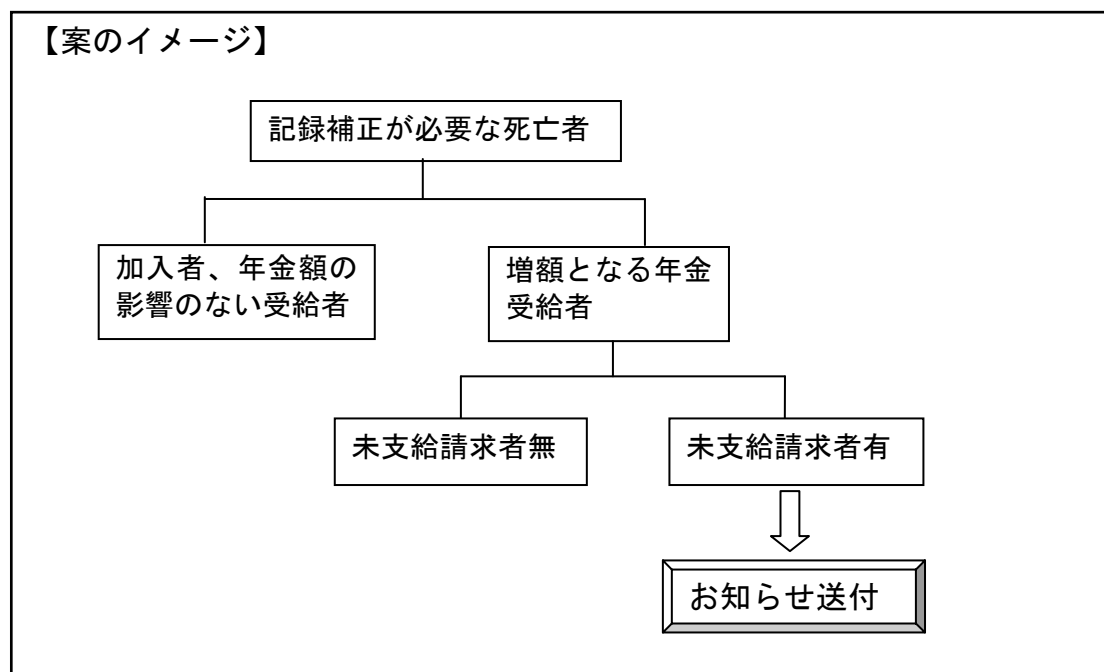 【案のイメージ】
記録補正が必要な死亡者
加入者、年金額の
影響のない受給者
増額となる年金
受給者
未支給請求者無
未支給請求者有
お知らせ送付